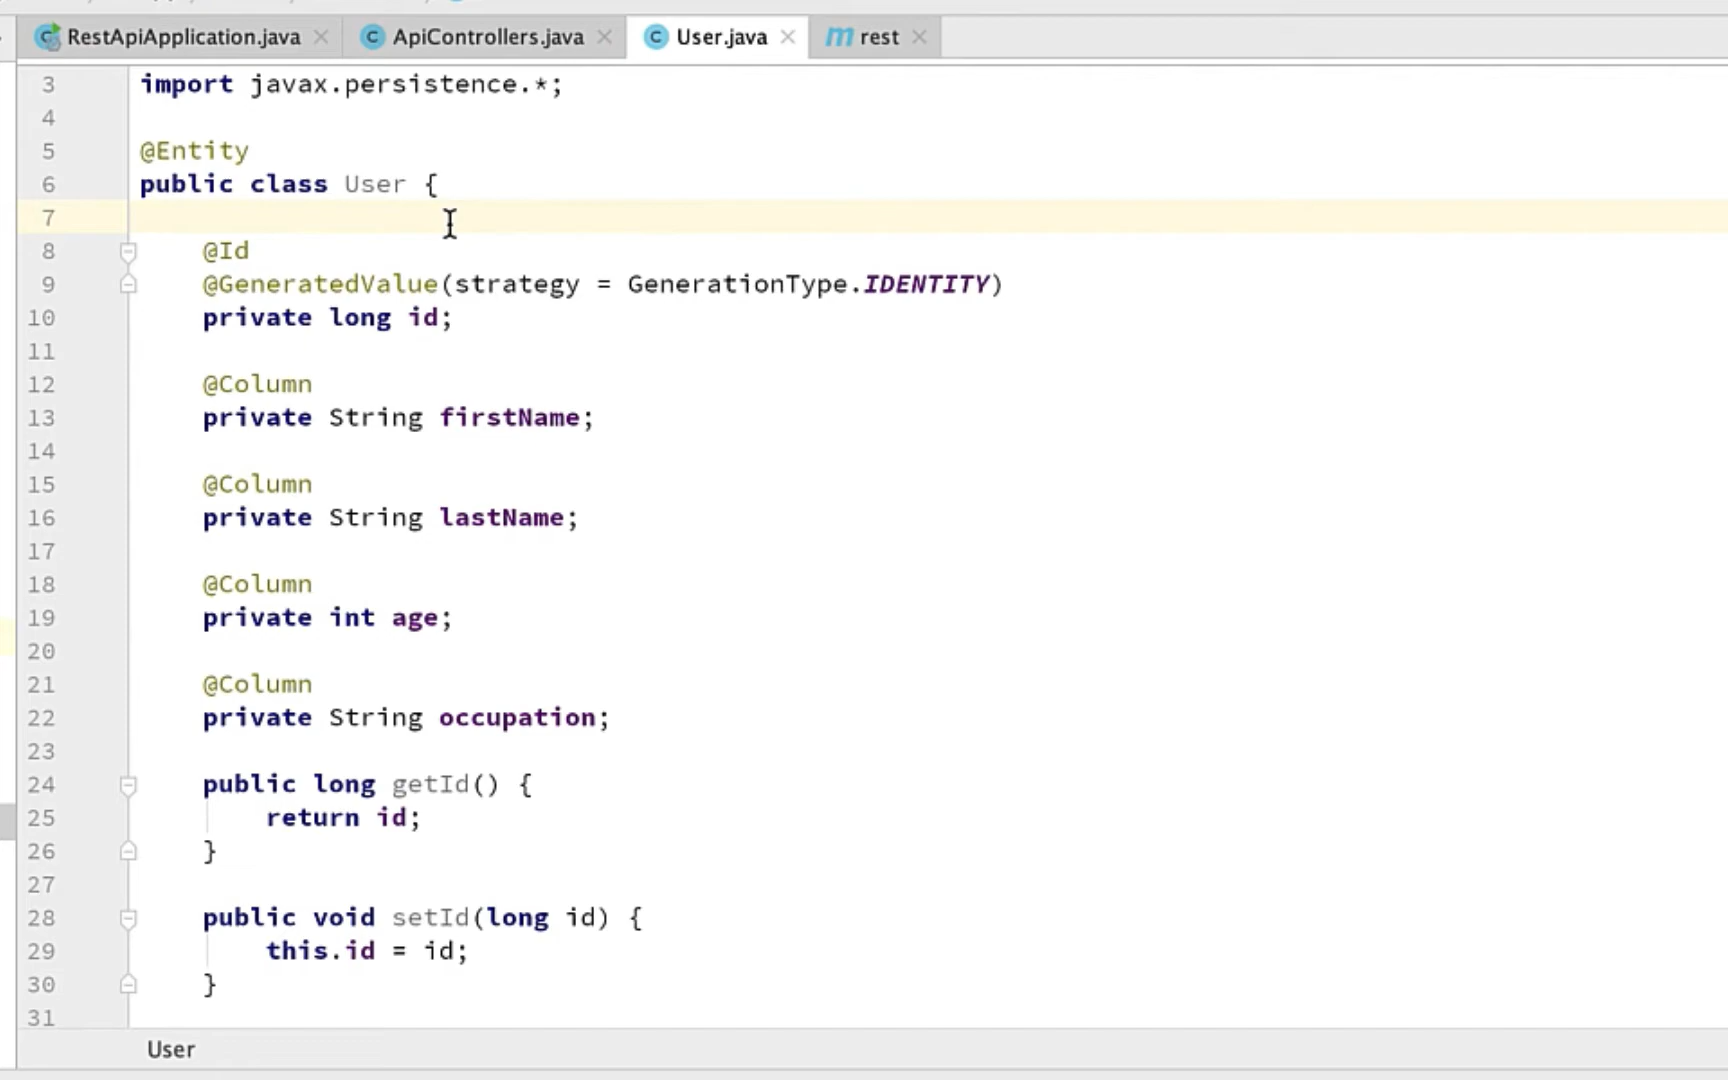 RestApiApplication.java ApiControllers.java User.java rest
3 import javax.persistence.*;
4
5 @Entity
6 public class User {
7
8 @Id
9 @GeneratedValue(strategy = GenerationType.IDENTITY)
10 private long id;
11
12 @Column
13 private String firstName;
14
15 @Column
16 private String lastName;
17
18 @Column
19 private int age;
20
21 @Column
22 private String occupation;
23
24 public long getId() {
25 return id;
26 }
27
28 public void setId(long id) {
29 this.id = id;
30 }
31
User